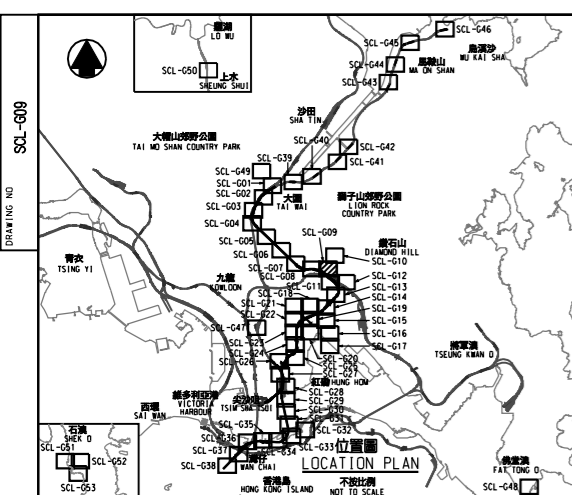 DRAWING NO
SCL-G09
羅湖
LO WU
SCL-G50
上水
SHEUNG SHUI
SCL-G46
SCL-G45
烏溪沙
WU KAI SHA
SCL-G44
馬鞍山
MA ON SHAN
SCL-G43
沙田
SHA TIN
大帽山郊野公園
TAI MO SHAN COUNTRY PARK
SCL-G40
SCL-G42
SCL-G39
SCL-G41
SCL-G49
SCL-G01
SCL-G02
大圍
TAI WAI
獅子山郊野公園
LION ROCK
COUNTRY PARK
SCL-G03
SCL-G04
SCL-G05
SCL-G06
SCL-G07
SCL-G08
SCL-G09
鑽石山
DIAMOND HILL
SCL-G10
SCL-G11
SCL-G12
SCL-G13
SCL-G14
青衣
TSING YI
九龍
KOWLOON
SCL-G18
SCL-G21
SCL-G22
SCL-G19
SCL-G15
SCL-G47
SCL-G16
SCL-G23
SCL-G17
SCL-G24
SCL-G20
SCL-G26
SCL-G25
SCL-G27
將軍澳
TSEUNG KWAN O
紅磡
HUNG HOM
SCL-G28
SCL-G29
SCL-G30
SCL-G31
SCL-G32
西環
SAI WAN
維多利亞港
VICTORIA
HARBOUR
尖沙咀
TSIM SHA TSUI
SCL-G35
SCL-G36
SCL-G37
SCL-G38
灣仔
WAN CHAI
SCL-G34
SCL-G33
位置圖
LOCATION PLAN
香港島
HONG KONG ISLAND
不按比例
NOT TO SCALE
石澳
SHEK O
SCL-G51
SCL-G52
SCL-G53
佛堂澳
FAT TONG O
SCL-G48